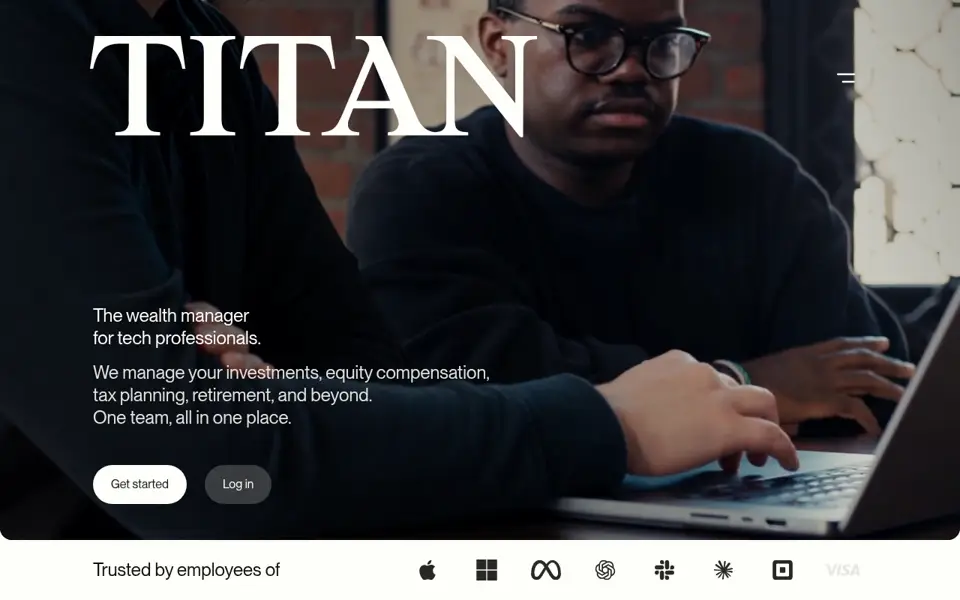 TITAN
The wealth manager
for tech professionals.
We manage your investments, equity compensation,
tax planning, retirement, and beyond.
One team, all in one place.
Get started
Log in
Trusted by employees of
VISA